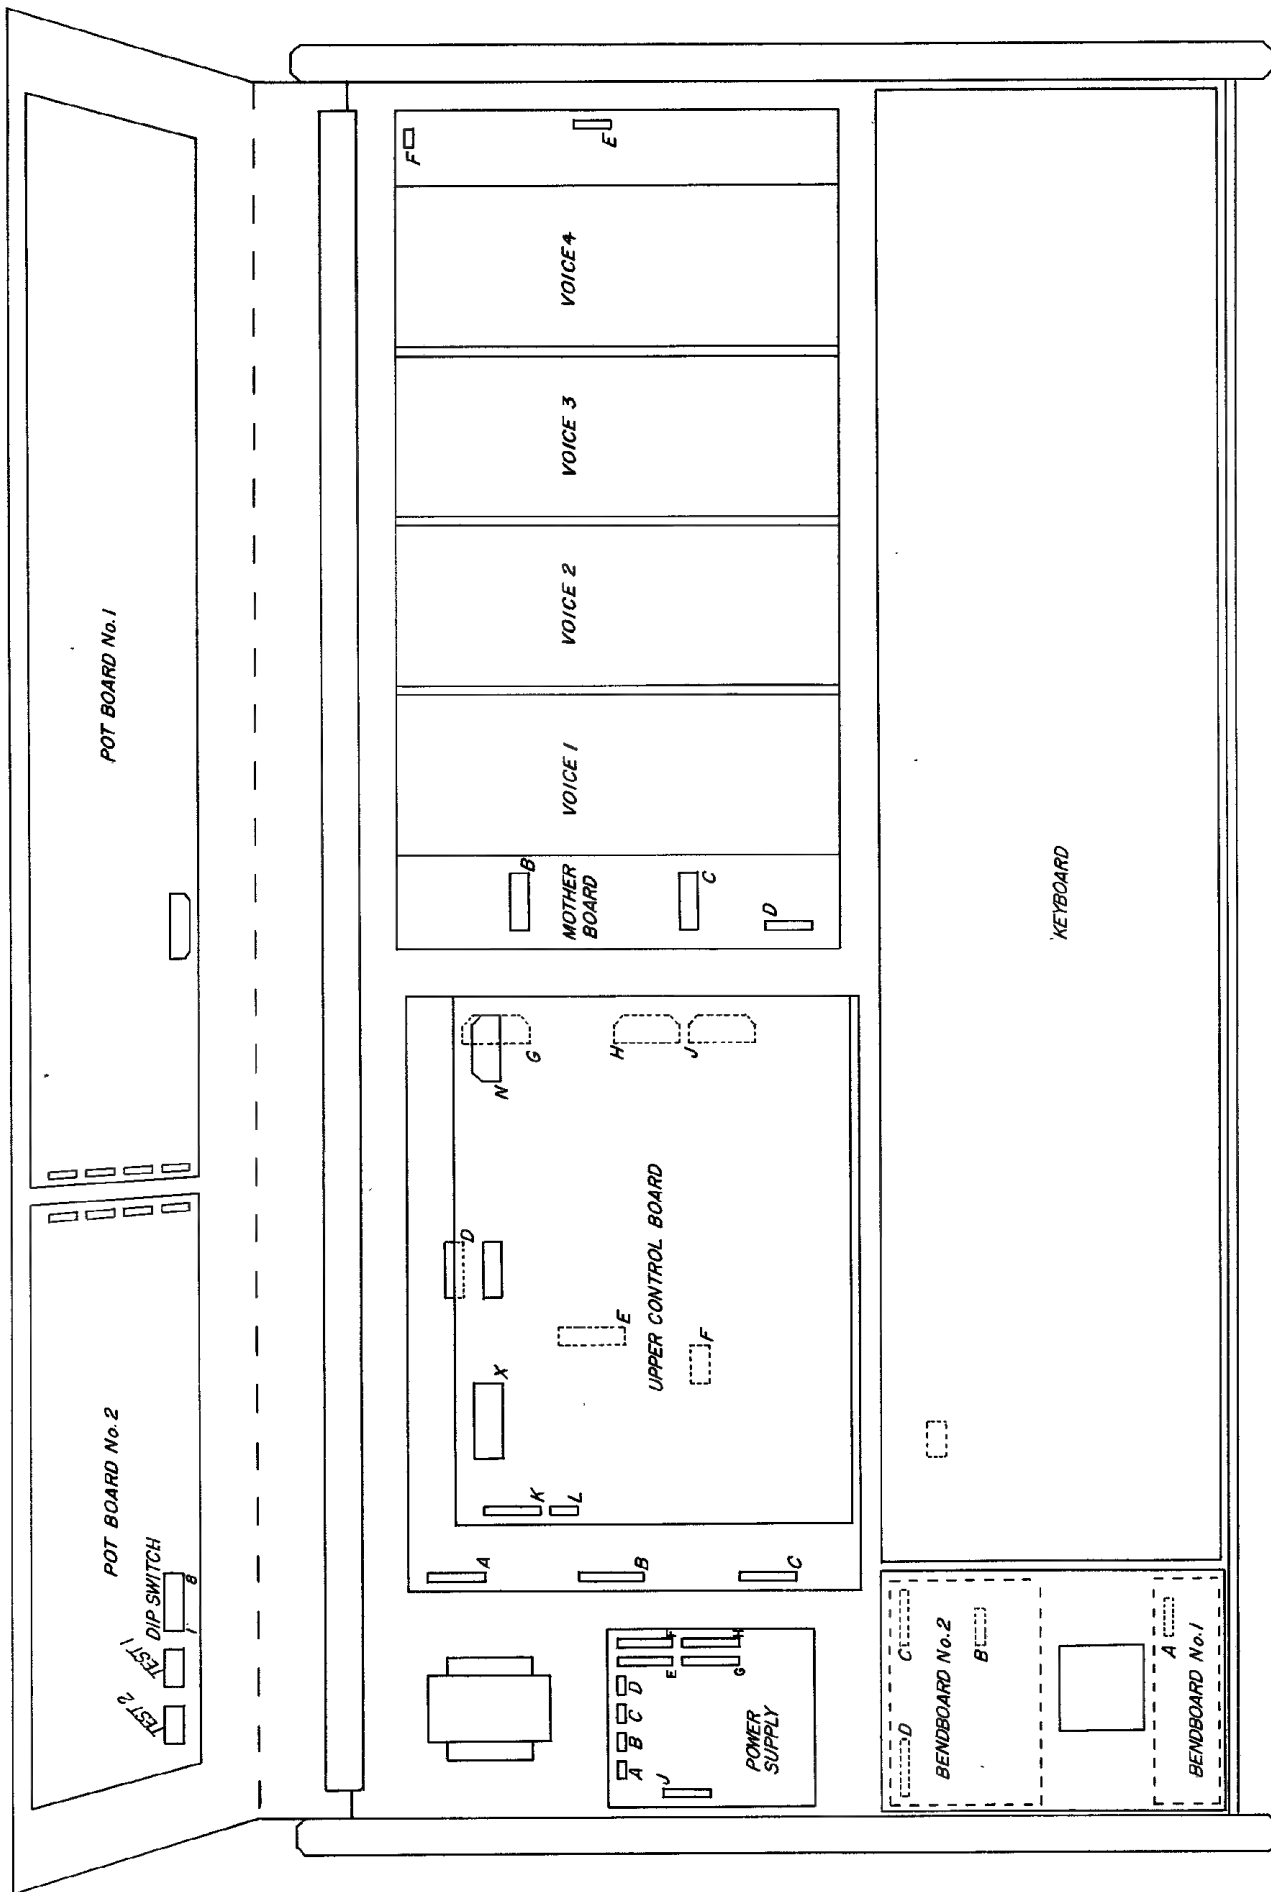 POT BOARD No.2
POT BOARD No.1
TEST 2
TEST 1
DIP SWITCH
1
8
A
B
C
K
L
X
D
E
F
N
G
H
J
UPPER CONTROL BOARD
MOTHER
BOARD
B
C
D
VOICE 1
VOICE 2
VOICE 3
VOICE 4
F
E
A
B
C
D
E
F
G
H
J
POWER
SUPPLY
D
C
BENDBOARD No.2
B
A
BENDBOARD No.1
KEYBOARD